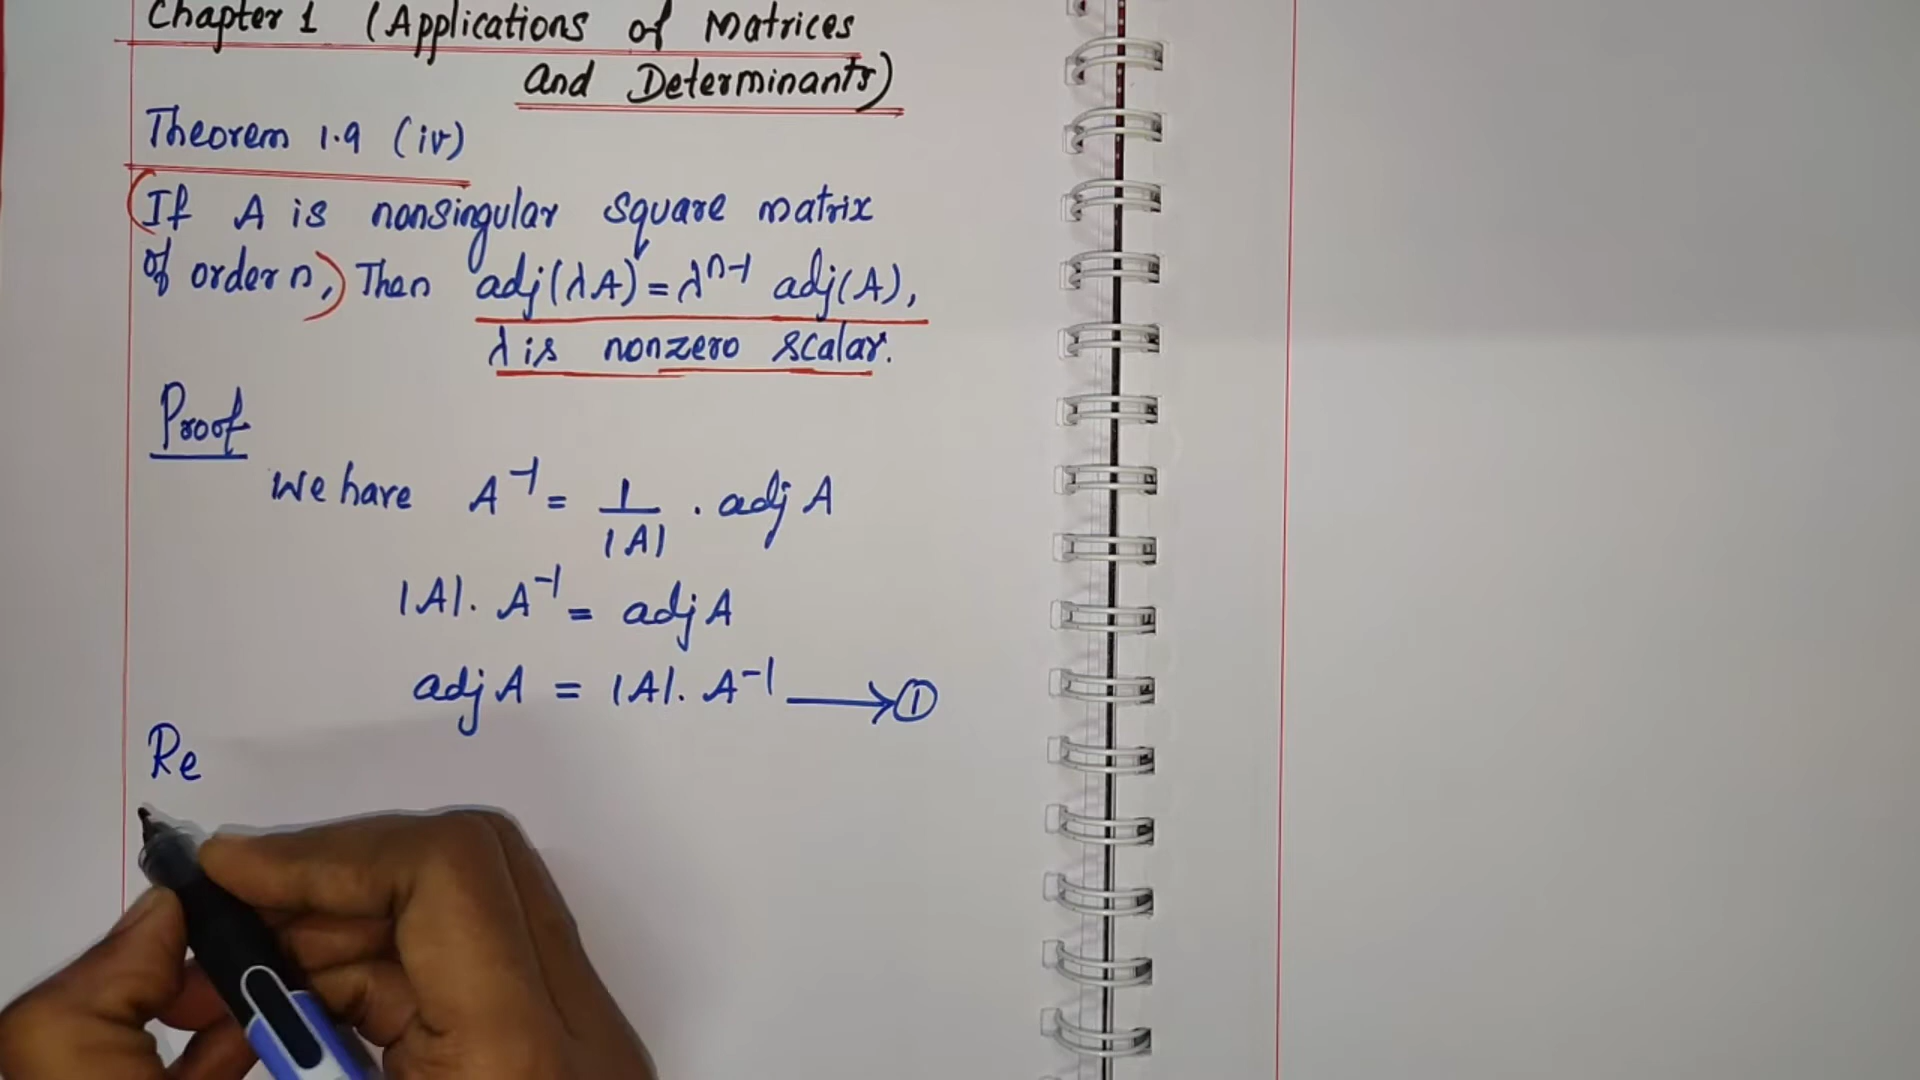 Chapter 1 (Applications of Matrices
and Determinants)
Theorem 1.9 (iv)
(If A is nonsingular square matrix
of order n,) Then adj(λA) = λⁿ⁻¹ adj(A),
λ is nonzero scalar.
Proof
We have A⁻¹ = 1/|A| . adj A
|A|. A⁻¹ = adj A
adj A = |A|. A⁻¹ → ①
Re